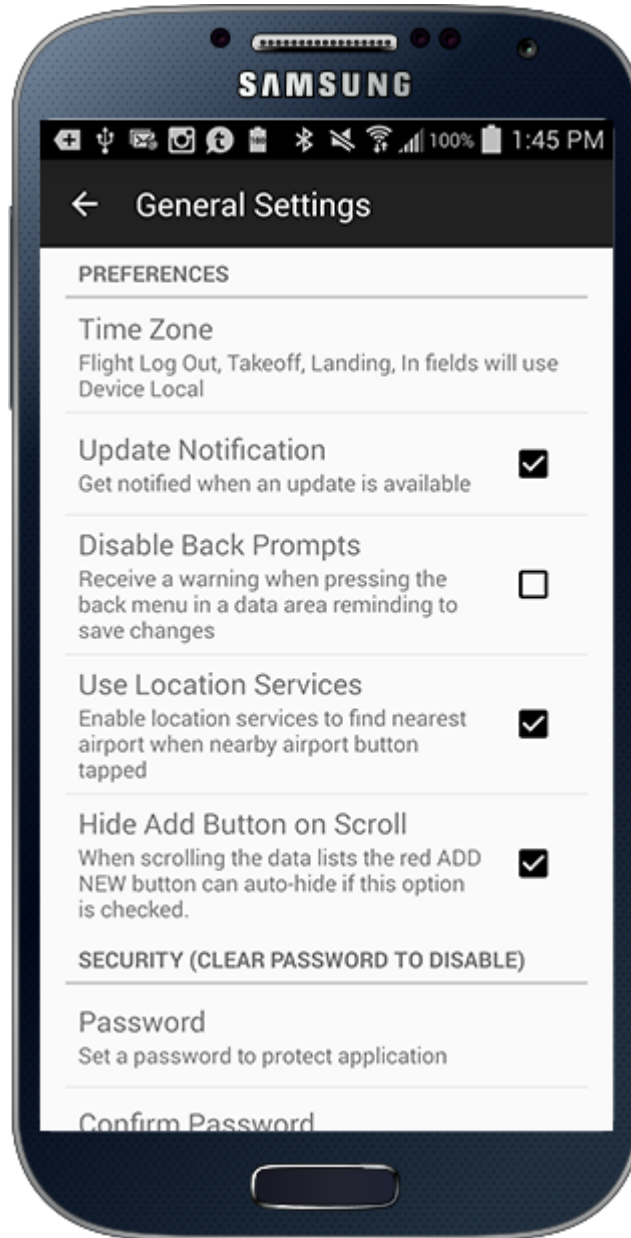 SAMSUNG
100% 1:45 PM
General Settings
PREFERENCES
Time Zone
Flight Log Out, Takeoff, Landing, In fields will use
Device Local
Update Notification
Get notified when an update is available
Disable Back Prompts
Receive a warning when pressing the
back menu in a data area reminding to
save changes
Use Location Services
Enable location services to find nearest
airport when nearby airport button
tapped
Hide Add Button on Scroll
When scrolling the data lists the red ADD
NEW button can auto-hide if this option
is checked.
SECURITY (CLEAR PASSWORD TO DISABLE)
Password
Set a password to protect application
Confirm Password